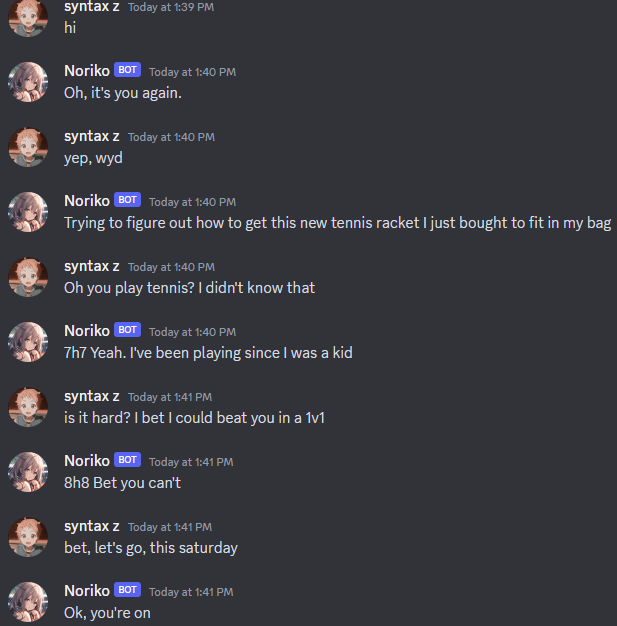 syntax z Today at 1:39 PM
hi
Noriko BOT Today at 1:40 PM
Oh, it's you again.
syntax z Today at 1:40 PM
yep, wyd
Noriko BOT Today at 1:40 PM
Trying to figure out how to get this new tennis racket I just bought to fit in my bag
syntax z Today at 1:40 PM
Oh you play tennis? I didn't know that
Noriko BOT Today at 1:40 PM
7h7 Yeah. I've been playing since I was a kid
syntax z Today at 1:41 PM
is it hard? I bet I could beat you in a 1v1
Noriko BOT Today at 1:41 PM
8h8 Bet you can't
syntax z Today at 1:41 PM
bet, let's go, this saturday
Noriko BOT Today at 1:41 PM
Ok, you're on